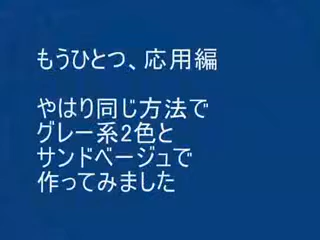 もうひとつ、応用編
やはり同じ方法で
グレー系2色と
サンドベージュで
作ってみました